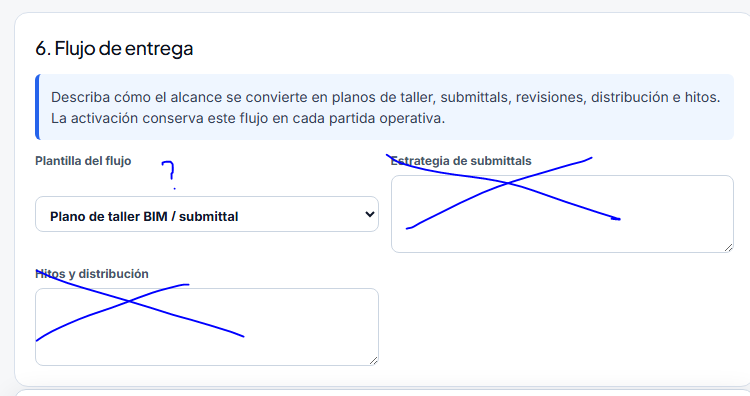 6. Flujo de entrega
Describa cómo el alcance se convierte en planos de taller, submittals, revisiones, distribución e hitos.
La activación conserva este flujo en cada partida operativa.
Plantilla del flujo
?
Estrategia de submittals
Plano de taller BIM / submittal
Hitos y distribución